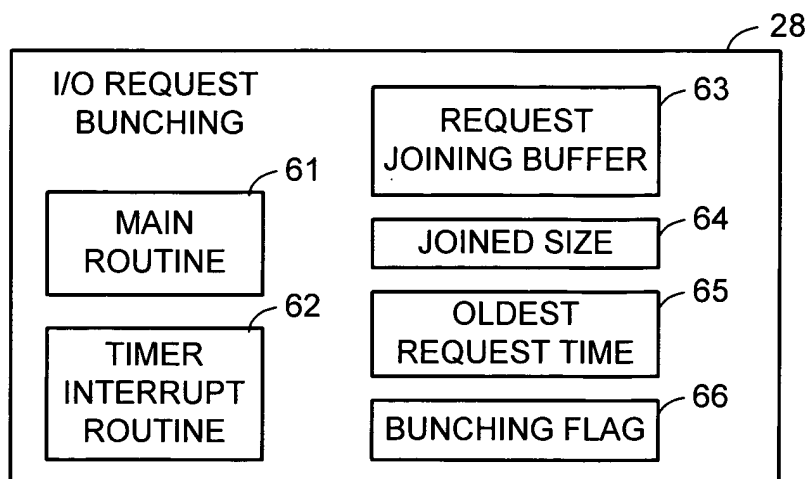 28
I/O REQUEST
BUNCHING
61
MAIN
ROUTINE
62
TIMER
INTERRUPT
ROUTINE
63
REQUEST
JOINING BUFFER
64
JOINED SIZE
65
OLDEST
REQUEST TIME
66
BUNCHING FLAG